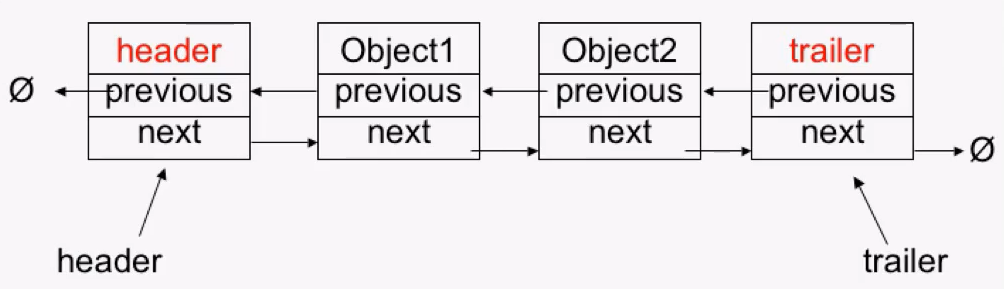 header Object1 Object2 trailer
Ø previous previous previous previous
next next next next Ø
header trailer